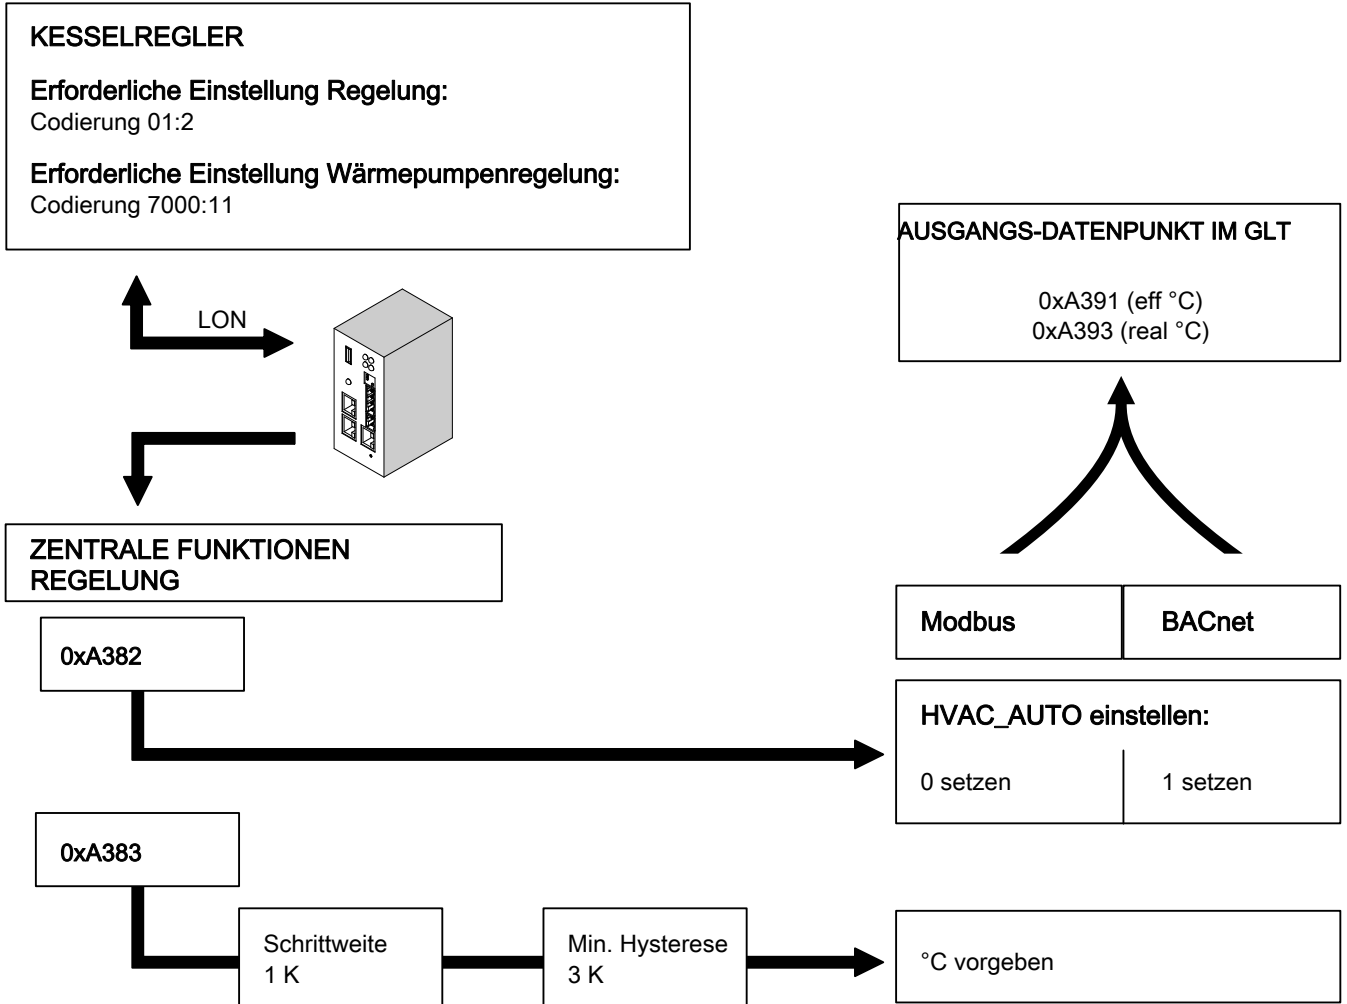 KESSELREGLER
Erforderliche Einstellung Regelung:
Codierung 01:2
Erforderliche Einstellung Wärmepumpenregelung:
Codierung 7000:11
LON
AUSGANGS-DATENPUNKT IM GLT
0xA391 (eff °C)
0xA393 (real °C)
ZENTRALE FUNKTIONEN
REGELUNG
Modbus
BACnet
0xA382
HVAC_AUTO einstellen:
0 setzen
1 setzen
0xA383
Schrittweite
1 K
Min. Hysterese
3 K
°C vorgeben